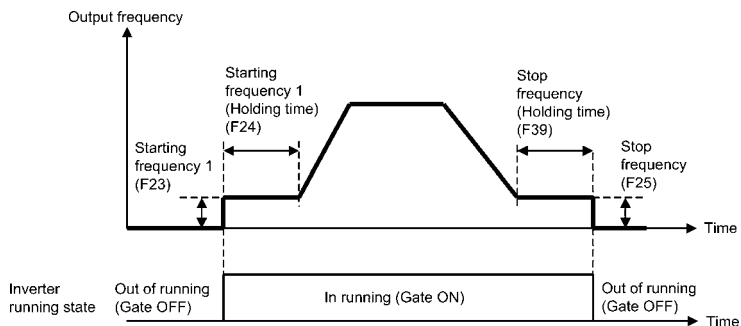 Output frequency
Starting
frequency 1
(Holding time)
(F24)
Stop
frequency
(Holding time)
(F39)
Starting
frequency 1
(F23)
Stop
frequency
(F25)
Time
Inverter
running state
Out of running
(Gate OFF)
In running (Gate ON)
Out of running
(Gate OFF)
Time